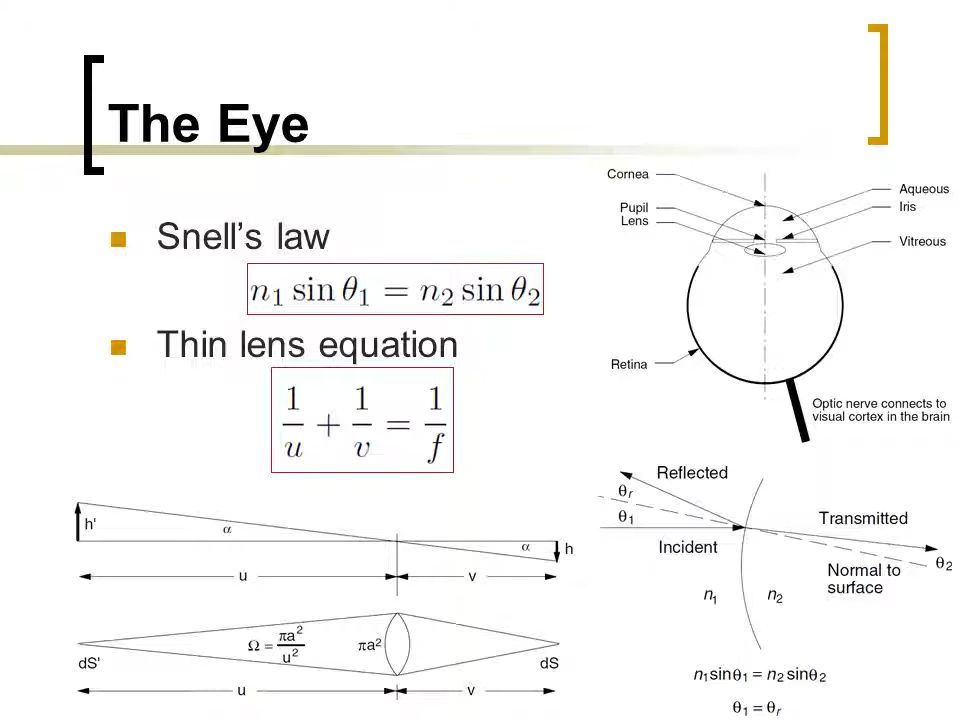 The Eye
Snell’s law
n₁ sin θ₁ = n₂ sin θ₂
Thin lens equation
1/u + 1/v = 1/f
Cornea
Pupil
Lens
Aqueous
Iris
Vitreous
Retina
Optic nerve connects to
visual cortex in the brain
h'
α
α
h
u
v
Ω = πa²/u²
πa²
dS'
dS
u
v
Reflected
θr
θ₁
Incident
Transmitted
θ₂
Normal to
surface
n₁
n₂
n₁sinθ₁ = n₂ sinθ₂
θ₁ = θr